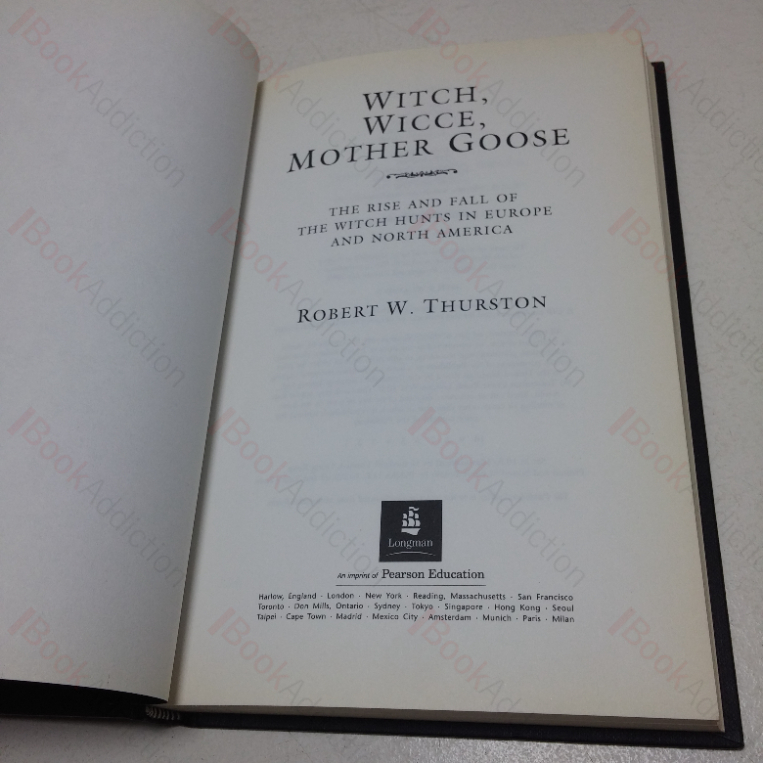 WITCH,
WICCE,
MOTHER GOOSE
THE RISE AND FALL OF
THE WITCH HUNTS IN EUROPE
AND NORTH AMERICA
ROBERT W. THURSTON
Longman
An imprint of Pearson Education
Harlow, England · London · New York · Reading, Massachusetts · San Francisco
Toronto · Don Mills, Ontario · Sydney · Tokyo · Singapore · Hong Kong · Seoul
Taipei · Cape Town · Madrid · Mexico City · Amsterdam · Munich · Paris · Milan
BookAddiction